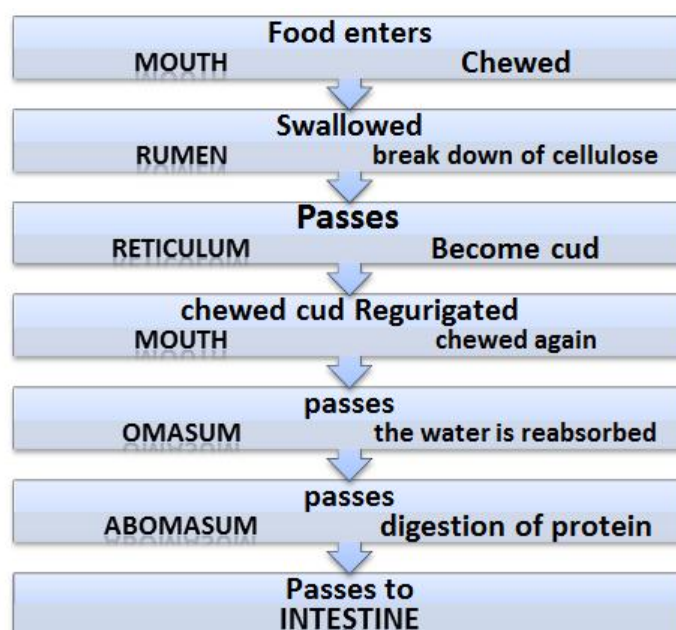 Food enters
MOUTH Chewed
Swallowed
RUMEN break down of cellulose
Passes
RETICULUM Become cud
chewed cud Regurigated
MOUTH chewed again
passes
OMASUM the water is reabsorbed
passes
ABOMASUM digestion of protein
Passes to
INTESTINE